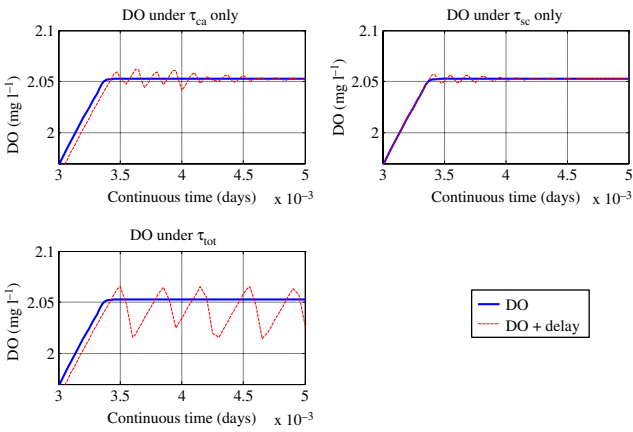 DO under τca only
2.1
2.05
2
DO (mg l–1)
3
3.5
4
4.5
5
Continuous time (days)
x 10–3
DO under τsc only
2.1
2.05
2
DO (mg l–1)
3
3.5
4
4.5
5
Continuous time (days)
x 10–3
DO under τtot
2.1
2.05
2
DO (mg l–1)
3
3.5
4
4.5
5
Continuous time (days)
x 10–3
DO
DO + delay